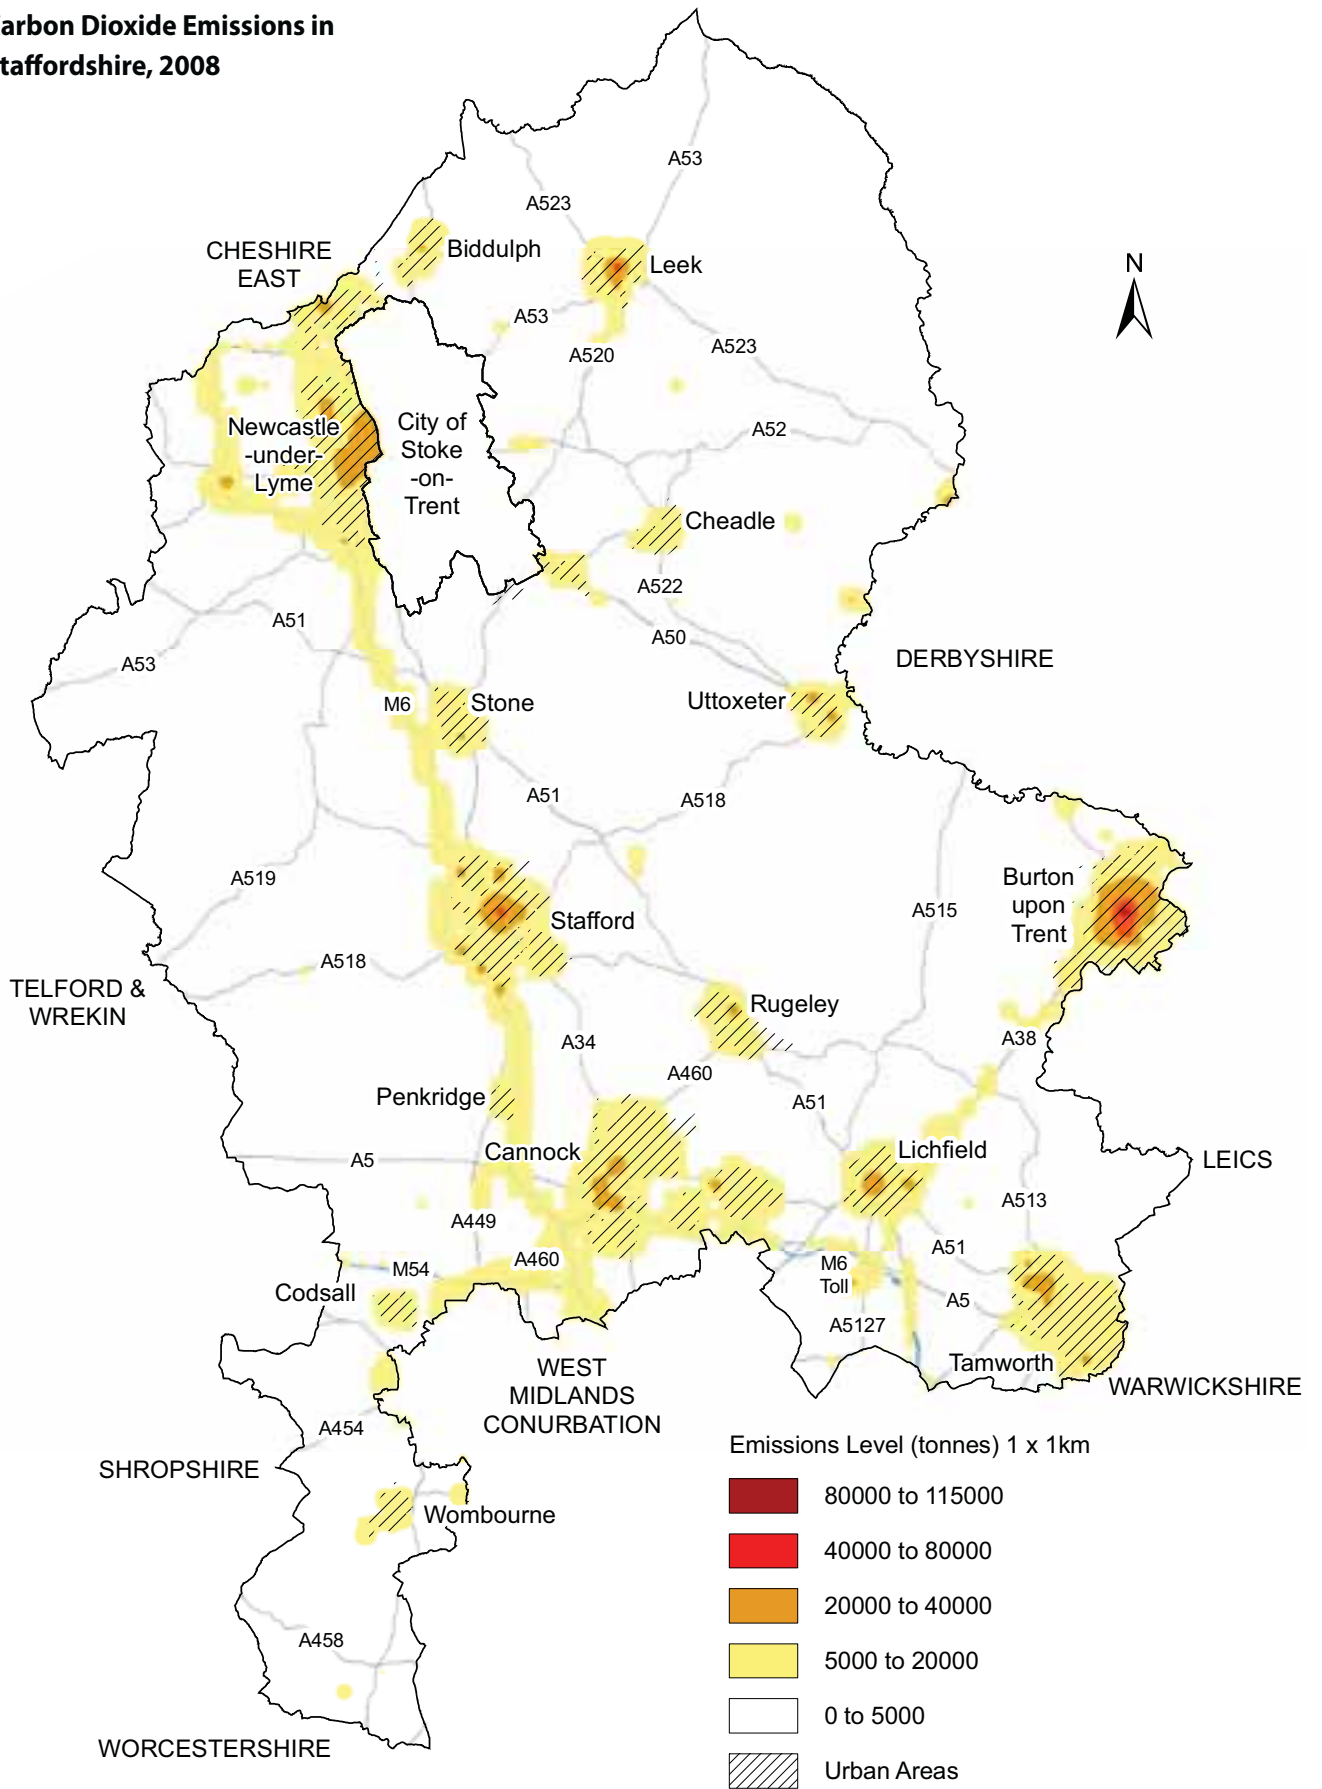 arbon Dioxide Emissions in
taffordshire, 2008
A53
A523
CHESHIRE
EAST
Biddulph
Leek
N
A53
A520
A523
Newcastle
-under-
Lyme
City of
Stoke
-on-
Trent
A52
Cheadle
A522
A51
A50
A53
DERBYSHIRE
M6
Stone
Uttoxeter
A51
A518
A519
Burton
upon
Trent
A515
Stafford
A518
TELFORD &
WREKIN
Rugeley
A34
A38
A460
Penkridge
A51
Cannock
Lichfield
A5
LEICS
A513
A449
A51
A460
M54
M6
Toll
Codsall
A5
A5127
Tamworth
WEST
MIDLANDS
CONURBATION
WARWICKSHIRE
A454
SHROPSHIRE
Wombourne
A458
WORCESTERSHIRE
Emissions Level (tonnes) 1 x 1km
80000 to 115000
40000 to 80000
20000 to 40000
5000 to 20000
0 to 5000
Urban Areas